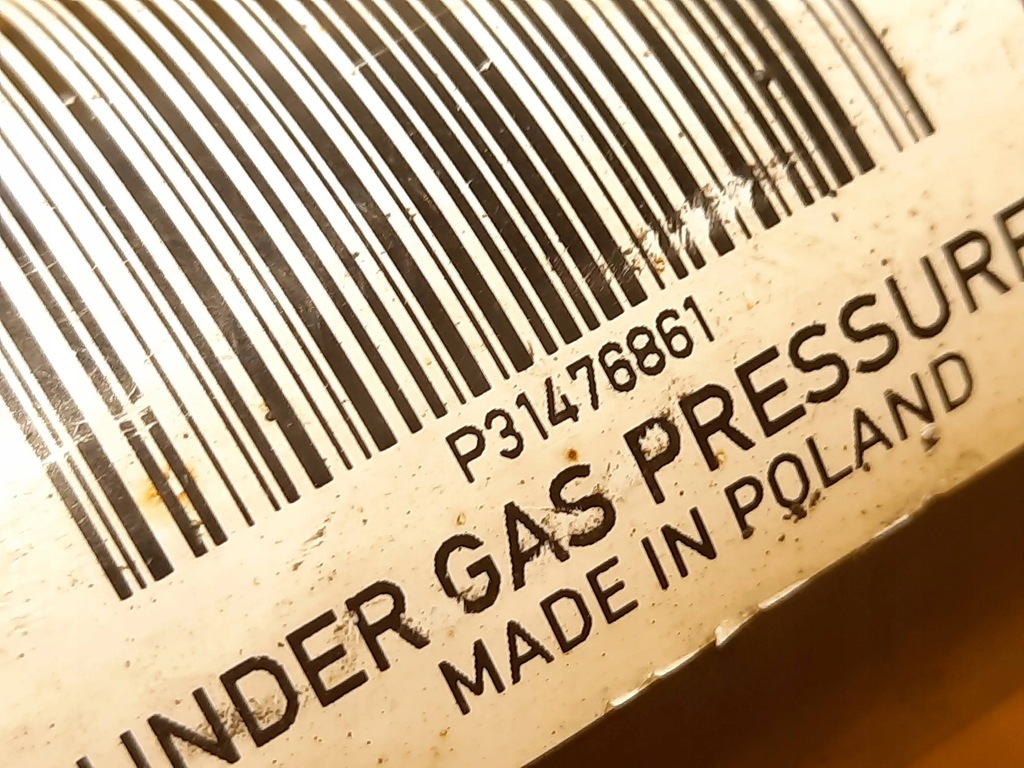 P31476861
UNDER GAS PRESSURE
MADE IN POLAND